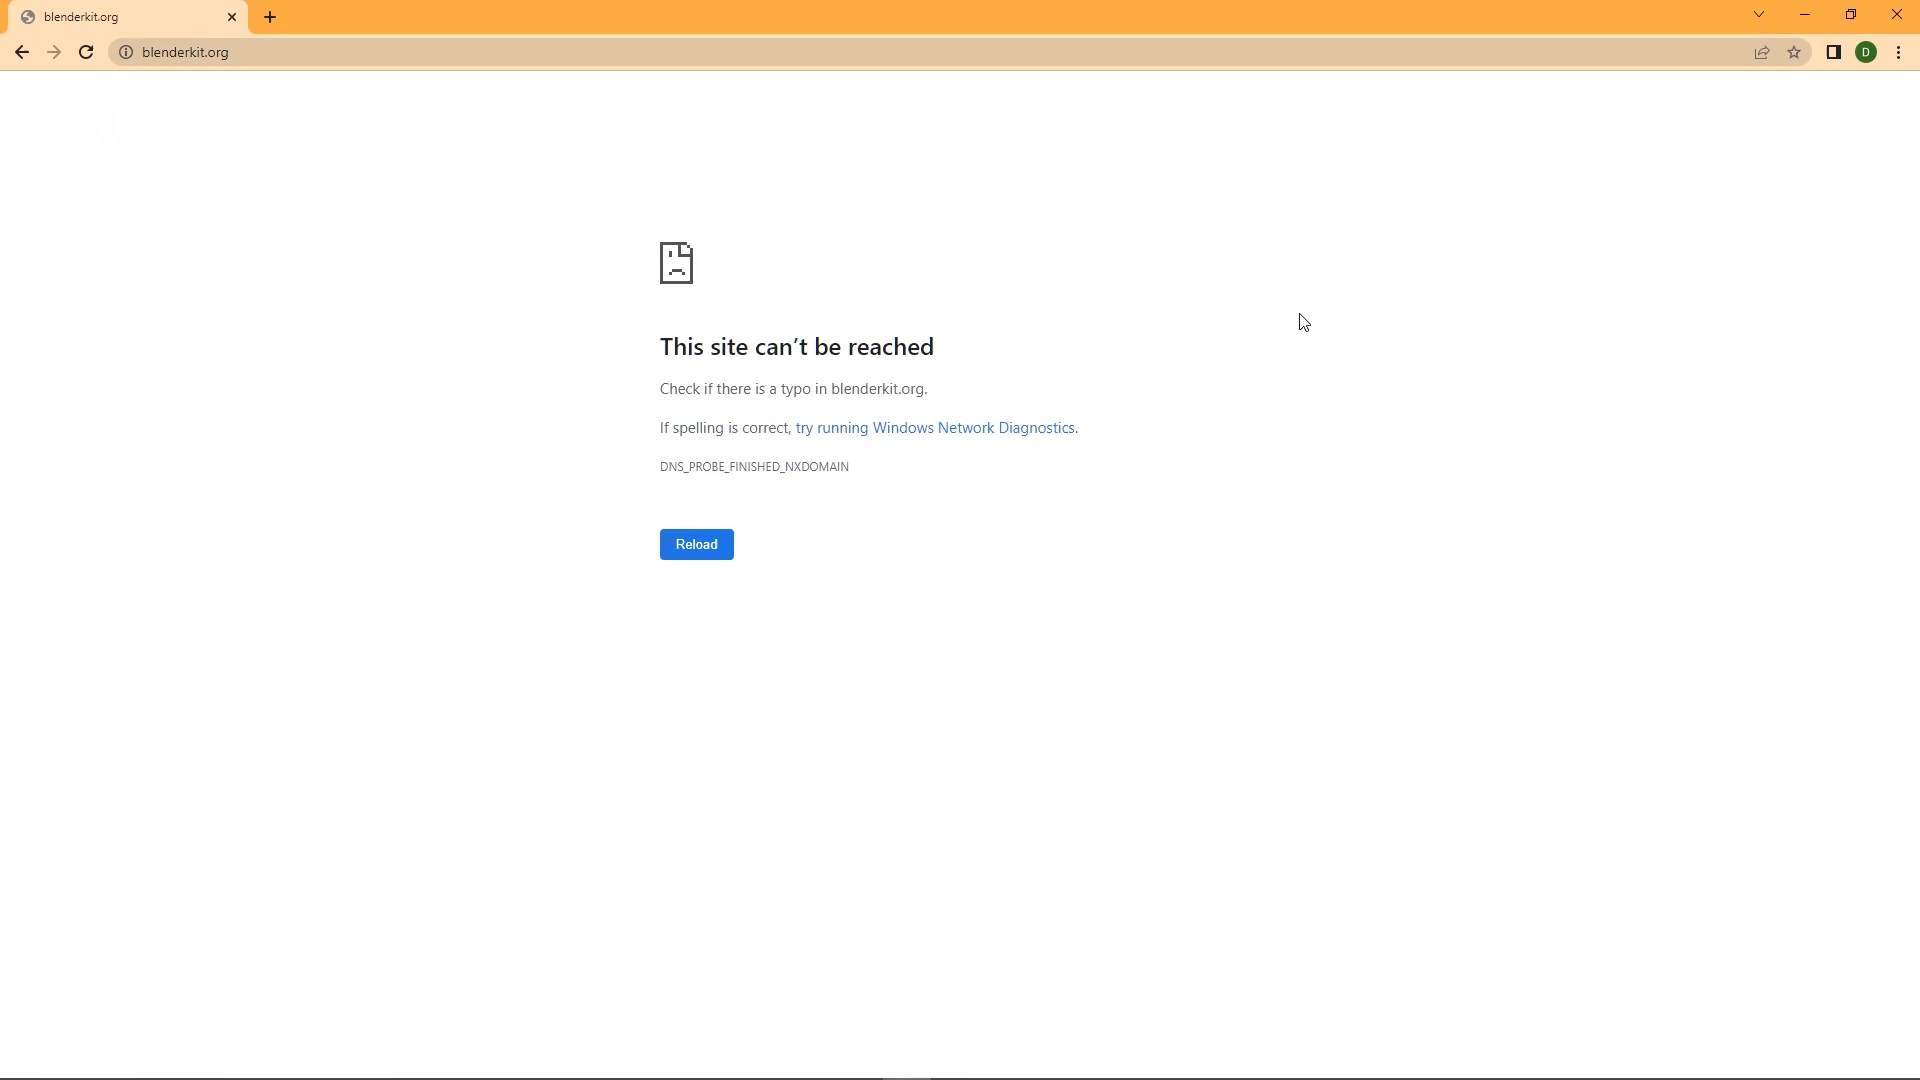 blenderkit.org
blenderkit.org
D
This site can't be reached
Check if there is a typo in blenderkit.org.
If spelling is correct, try running Windows Network Diagnostics.
DNS_PROBE_FINISHED_NXDOMAIN
Reload